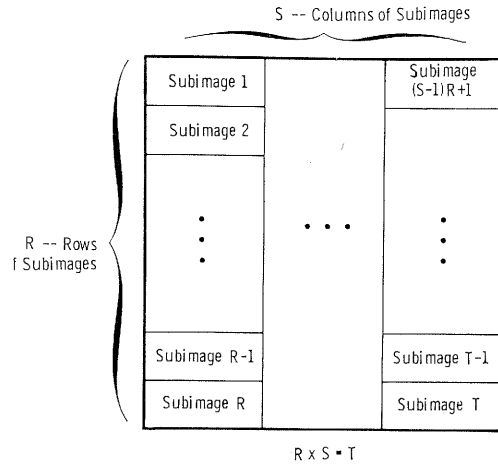 S -- Columns of Subimages
Subimage 1
Subimage
(S-1)R+1
Subimage 2
R -- Rows
f Subimages
• • •
Subimage R-1
Subimage T-1
Subimage R
Subimage T
R x S = T